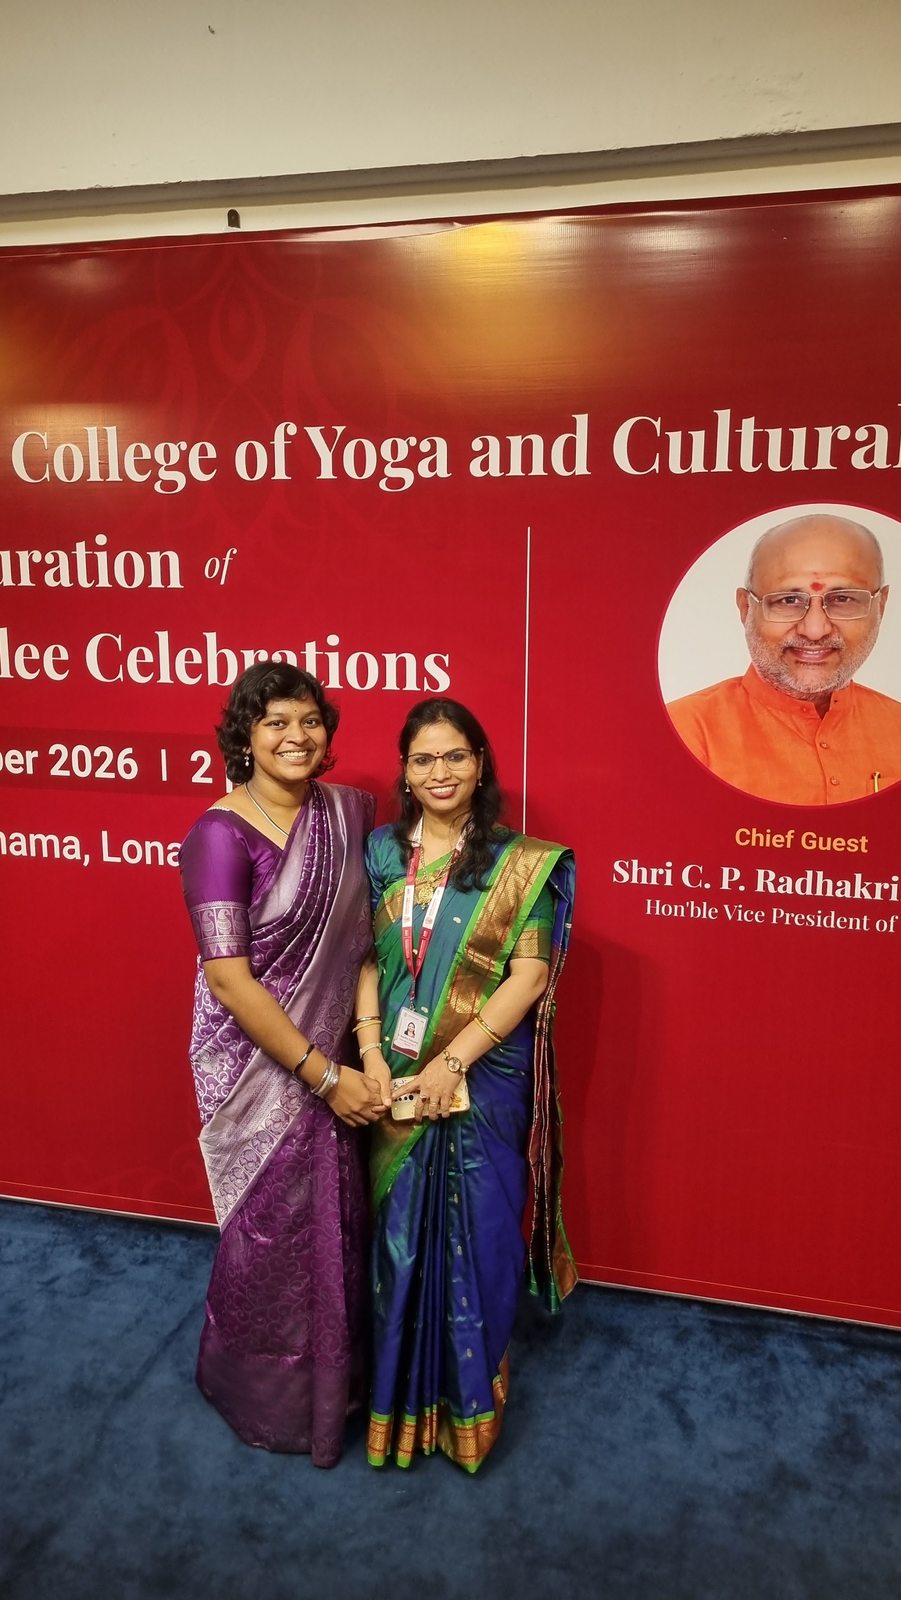 College of Yoga and Cultural
uration of
lee Celebrations
ber 2026 | 2
nama, Lona
Chief Guest
Shri C. P. Radhakri
Hon'ble Vice President of